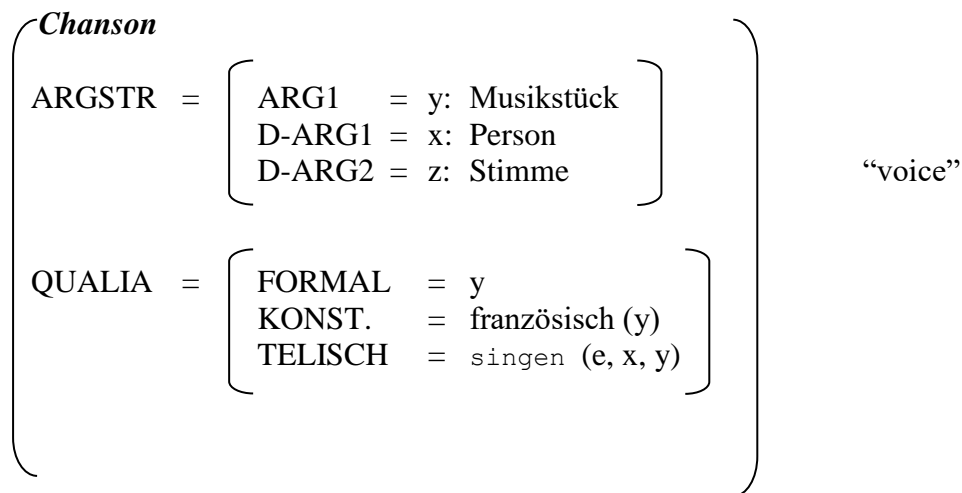 Chanson
ARGSTR = ARG1 = y: Musikstück
D-ARG1 = x: Person
D-ARG2 = z: Stimme “voice”
QUALIA = FORMAL = y
KONST. = französisch (y)
TELISCH = singen (e, x, y)